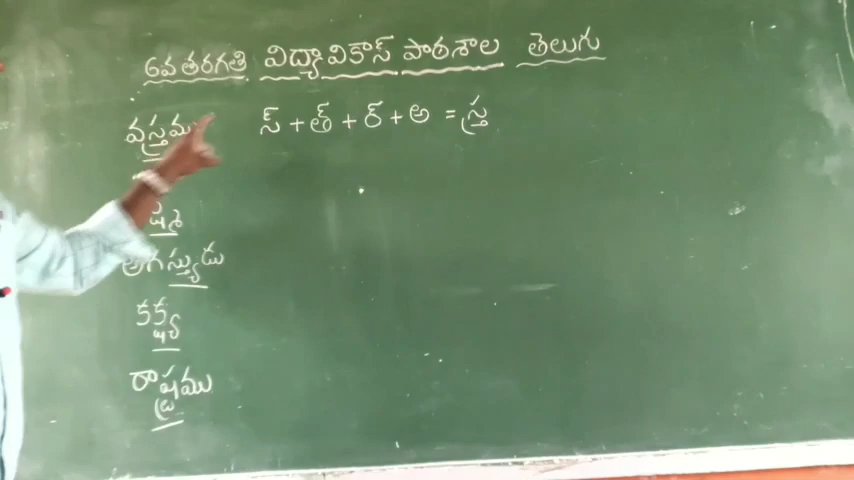 6వ తరగతి విద్యావికాస్ పాఠశాల తెలుగు
వస్త్రము స్ + త్ + ర్ + అ = స్త్ర
అగస్త్యుడు
కక్ష్య
రాష్ట్రము